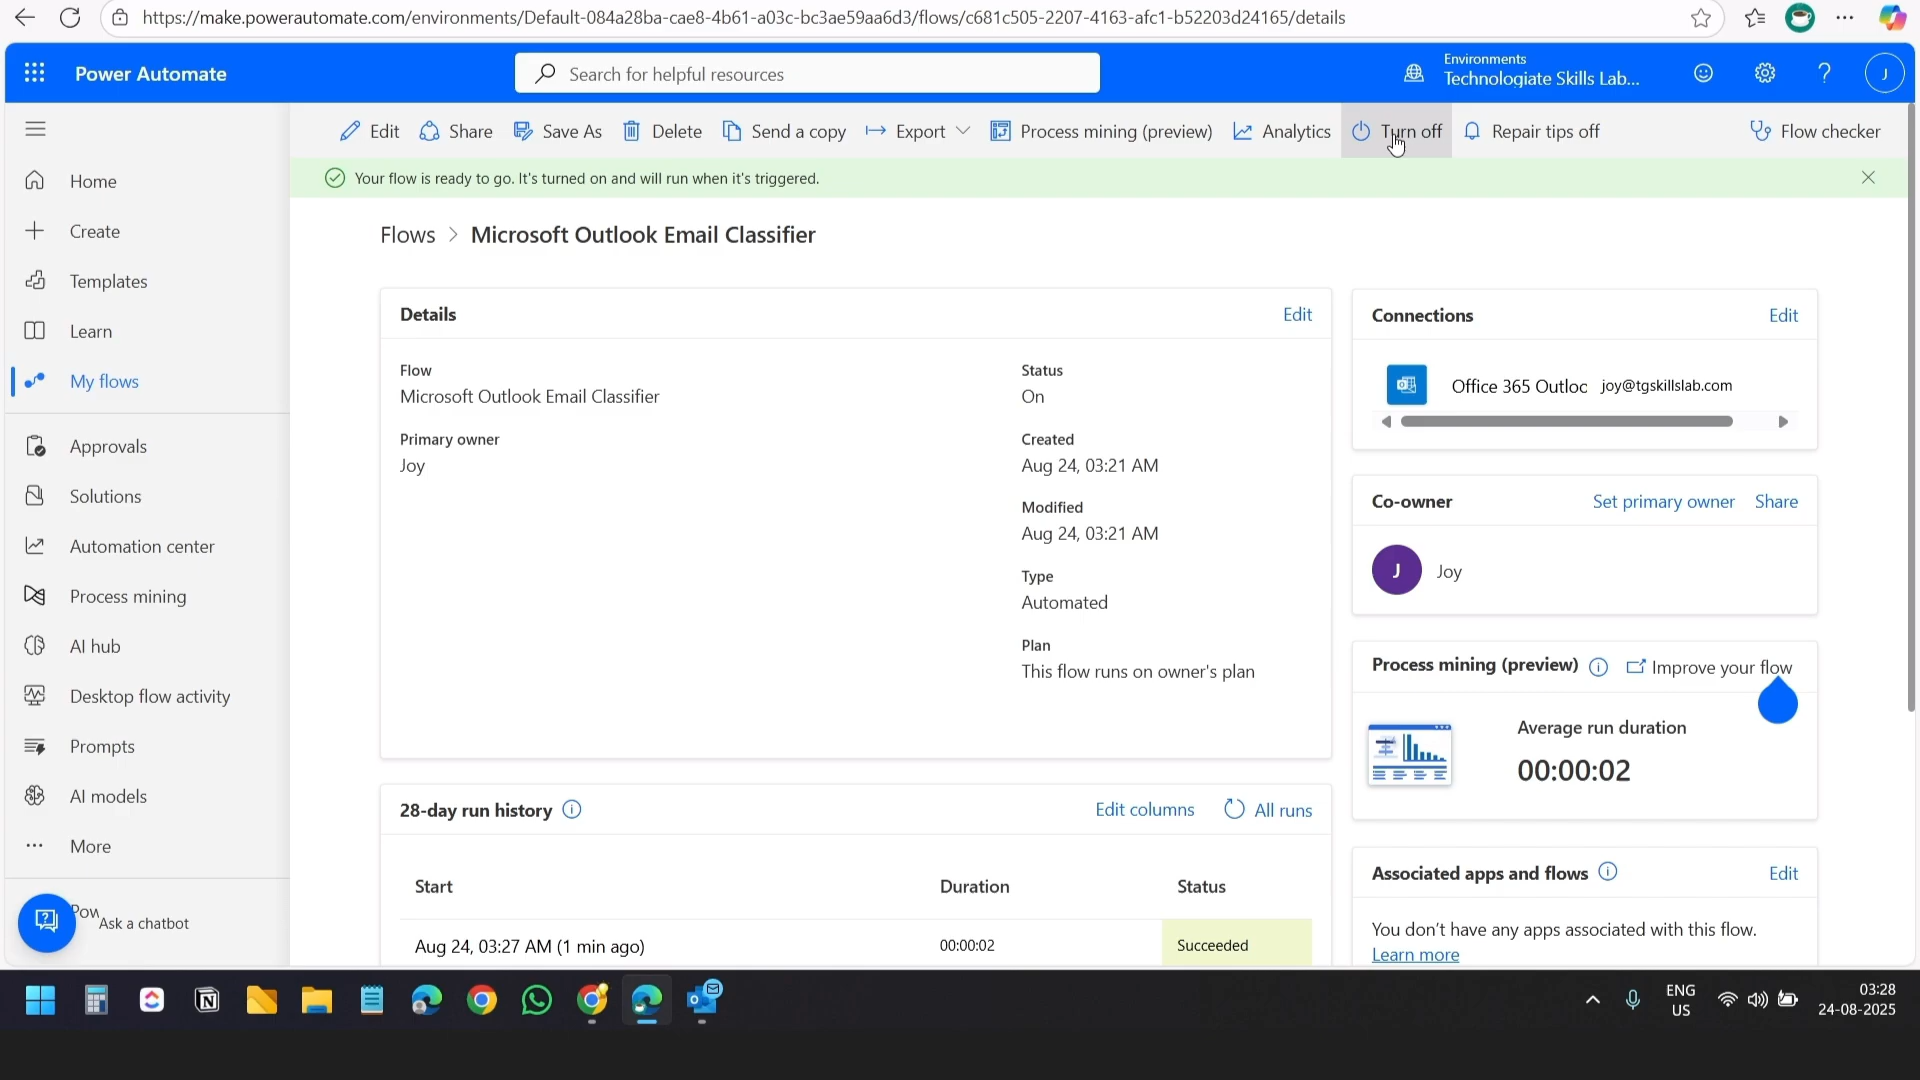 https://make.powerautomate.com/environments/Default-084a28ba-cae8-4b61-a03c-bc3ae59aa6d3/flows/c681c505-2207-4163-afc1-b52203d24165/details
Power Automate
Search for helpful resources
Environments
Technologiate Skills Lab...
J
Edit
Share
Save As
Delete
Send a copy
Export
Process mining (preview)
Analytics
Turn off
Repair tips off
Flow checker
Your flow is ready to go. It's turned on and will run when it's triggered.
Home
Create
Templates
Learn
My flows
Approvals
Solutions
Automation center
Process mining
AI hub
Desktop flow activity
Prompts
AI models
More
Pow
Ask a chatbot
Flows > Microsoft Outlook Email Classifier
Details
Edit
Flow
Microsoft Outlook Email Classifier
Primary owner
Joy
Status
On
Created
Aug 24, 03:21 AM
Modified
Aug 24, 03:21 AM
Type
Automated
Plan
This flow runs on owner's plan
28-day run history
Edit columns
All runs
Start
Duration
Status
Aug 24, 03:27 AM (1 min ago)
00:00:02
Succeeded
Connections
Edit
Office 365 Outloc
joy@tgskillslab.com
Co-owner
Set primary owner
Share
J
Joy
Process mining (preview)
Improve your flow
Average run duration
00:00:02
Associated apps and flows
Edit
You don't have any apps associated with this flow.
Learn more
ENG
US
03:28
24-08-2025